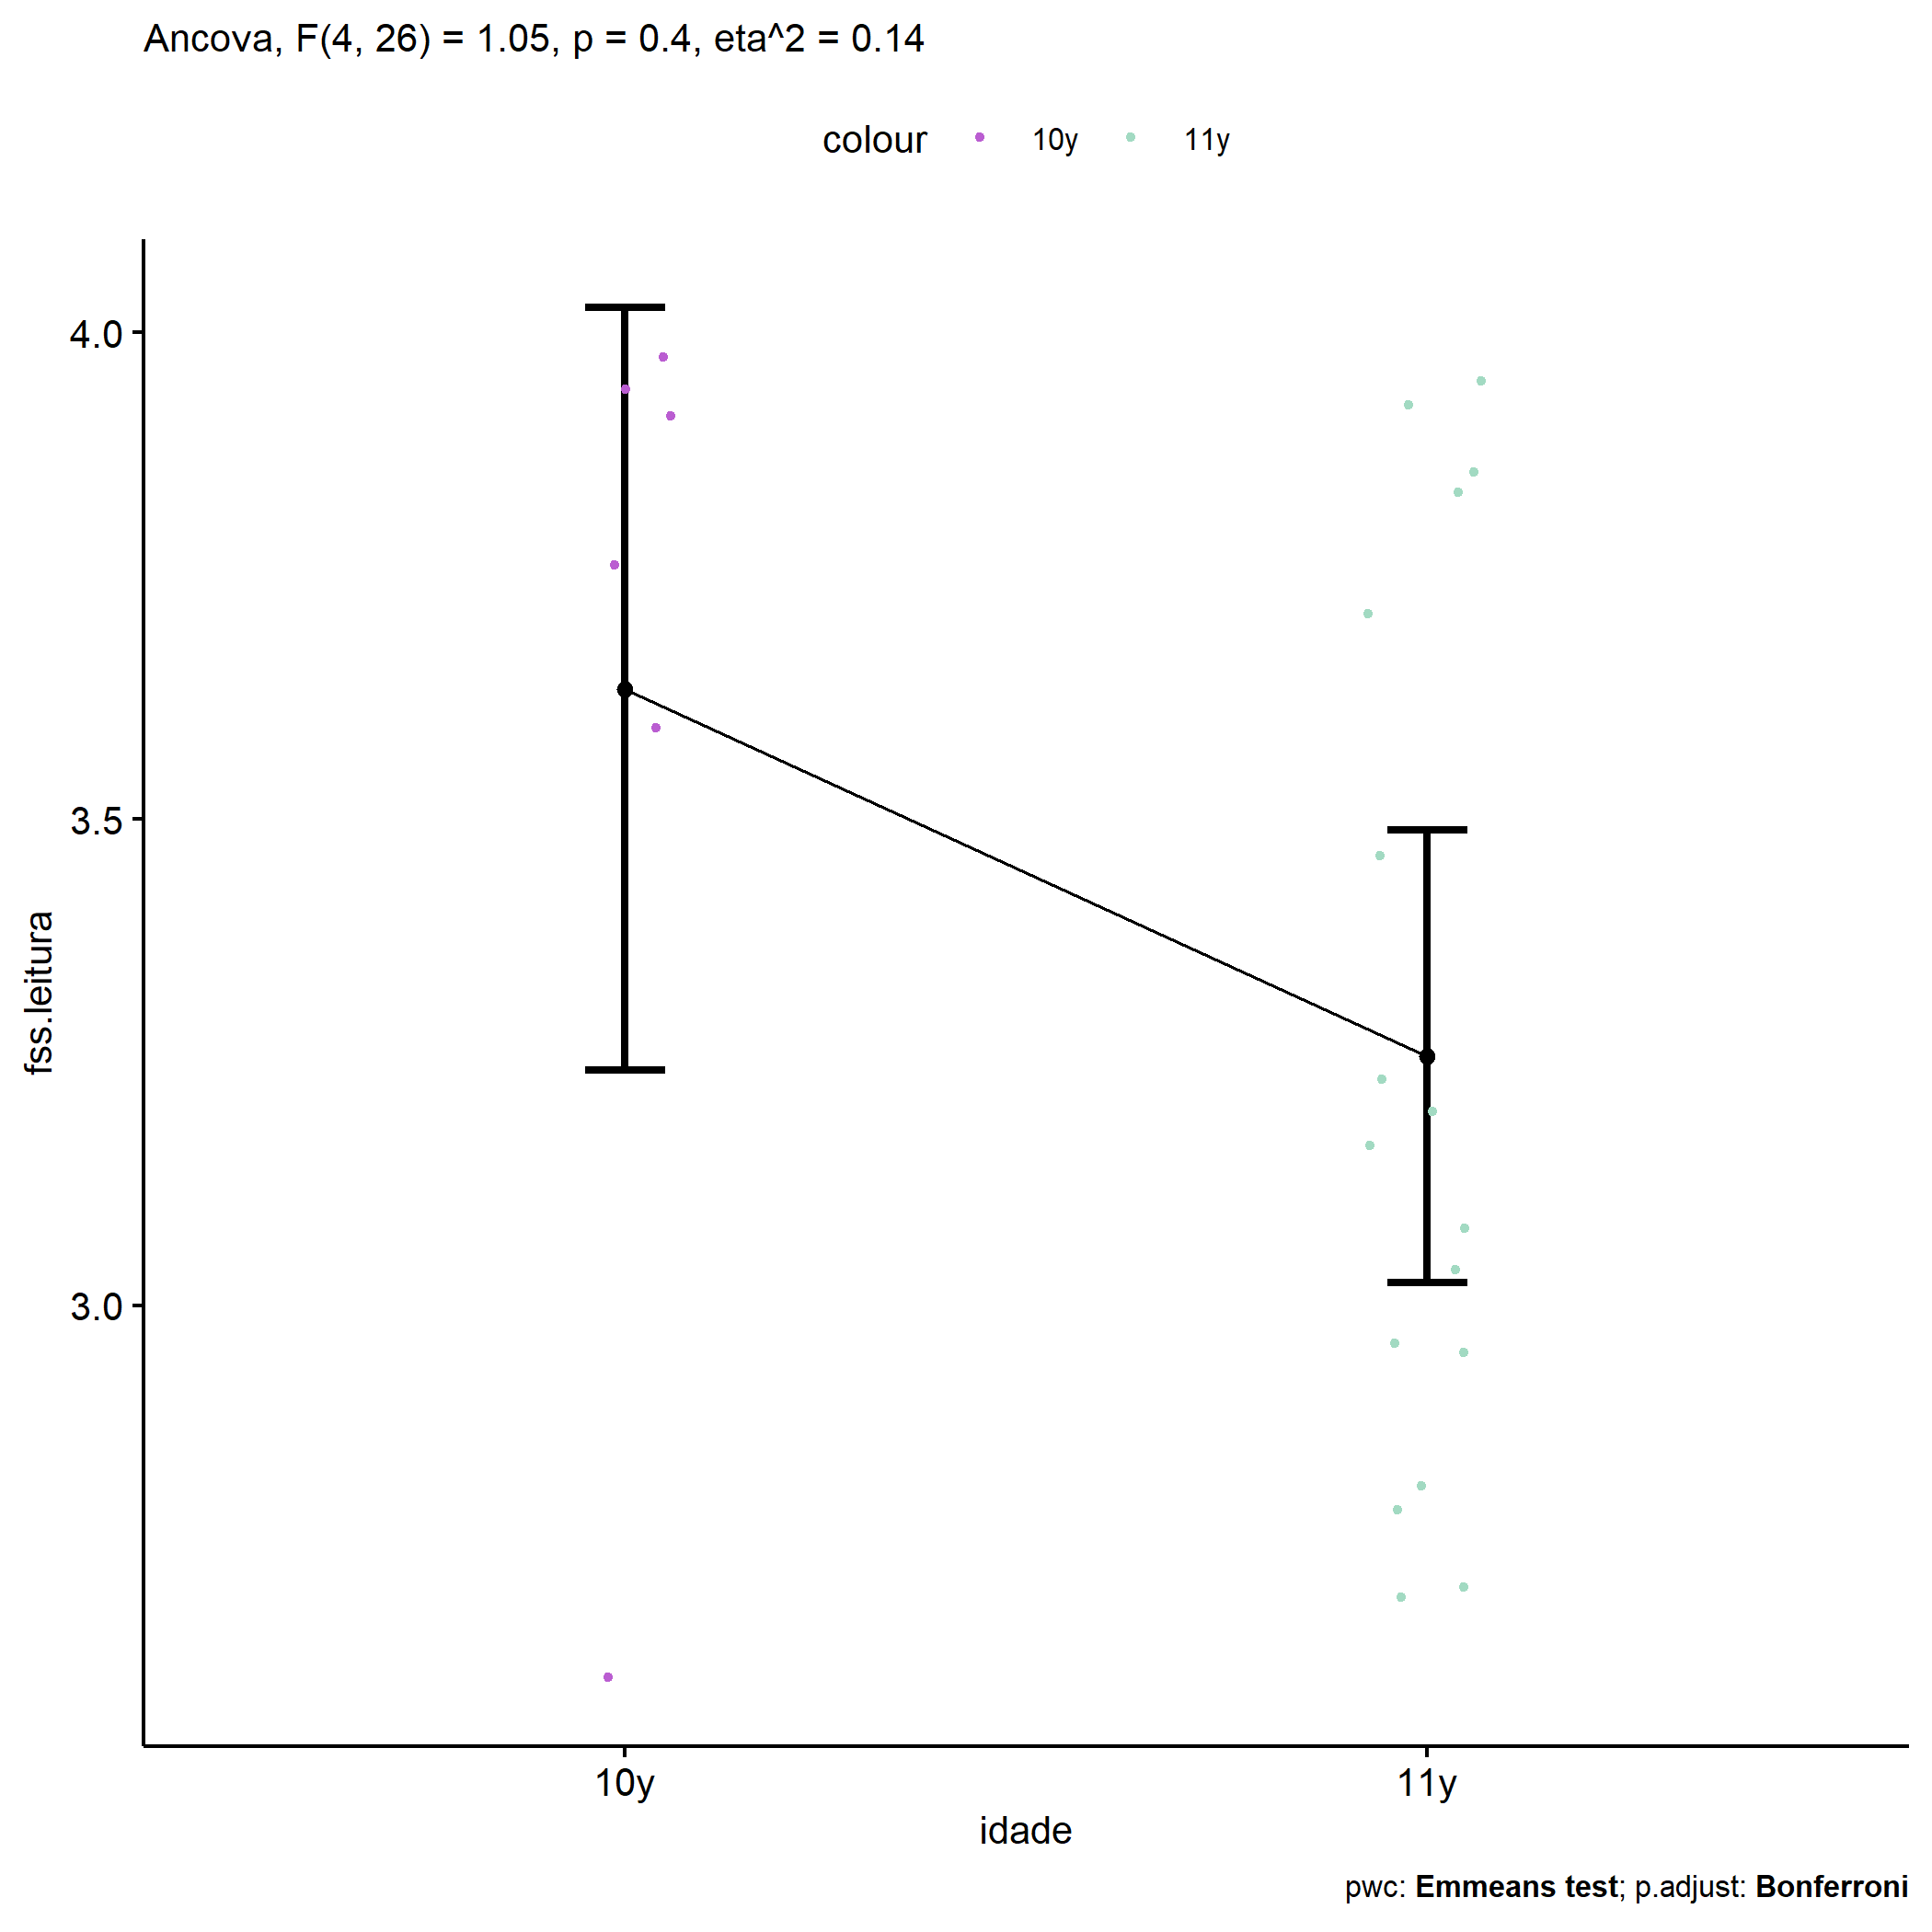 Ancova, F(4, 26) = 1.05, p = 0.4, eta^2 = 0.14
colour 10y 11y
4.0
3.5
3.0
fss.leitura
10y 11y
idade
pwc: Emmeans test; p.adjust: Bonferroni